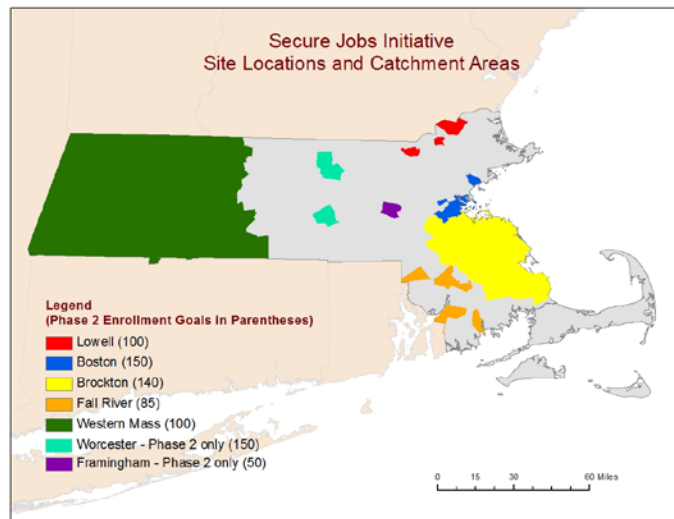 Secure Jobs Initiative
Site Locations and Catchment Areas
Legend
(Phase 2 Enrollment Goals in Parentheses)
Lowell (100)
Boston (150)
Brockton (140)
Fall River (85)
Western Mass (100)
Worcester - Phase 2 only (150)
Framingham - Phase 2 only (50)
0 15 30 60 Miles